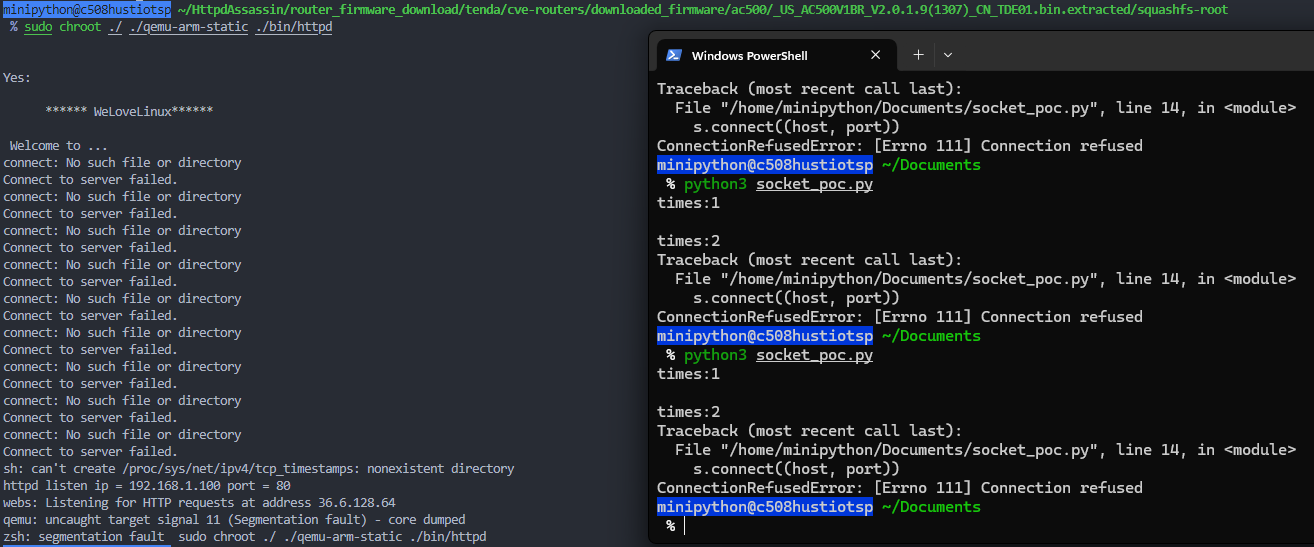 minipython@c508hustiotsp ~/HttpdAssassin/router_firmware_download/tenda/cve-routers/downloaded_firmware/ac500/_US_AC500V1BR_V2.0.1.9(1307)_CN_TDE01.bin.extracted/squashfs-root
% sudo chroot ./ ./qemu-arm-static ./bin/httpd
Yes:
****** WeLoveLinux******
Welcome to ...
connect: No such file or directory
Connect to server failed.
connect: No such file or directory
Connect to server failed.
connect: No such file or directory
Connect to server failed.
connect: No such file or directory
Connect to server failed.
connect: No such file or directory
Connect to server failed.
connect: No such file or directory
Connect to server failed.
connect: No such file or directory
Connect to server failed.
connect: No such file or directory
Connect to server failed.
connect: No such file or directory
Connect to server failed.
sh: can't create /proc/sys/net/ipv4/tcp_timestamps: nonexistent directory
httpd listen ip = 192.168.1.100 port = 80
webs: Listening for HTTP requests at address 36.6.128.64
qemu: uncaught target signal 11 (Segmentation fault) - core dumped
zsh: segmentation fault  sudo chroot ./ ./qemu-arm-static ./bin/httpd
Windows PowerShell
Traceback (most recent call last):
File "/home/minipython/Documents/socket_poc.py", line 14, in <module>
s.connect((host, port))
ConnectionRefusedError: [Errno 111] Connection refused
minipython@c508hustiotsp ~/Documents
% python3 socket_poc.py
times:1
times:2
Traceback (most recent call last):
File "/home/minipython/Documents/socket_poc.py", line 14, in <module>
s.connect((host, port))
ConnectionRefusedError: [Errno 111] Connection refused
minipython@c508hustiotsp ~/Documents
% python3 socket_poc.py
times:1
times:2
Traceback (most recent call last):
File "/home/minipython/Documents/socket_poc.py", line 14, in <module>
s.connect((host, port))
ConnectionRefusedError: [Errno 111] Connection refused
minipython@c508hustiotsp ~/Documents
%